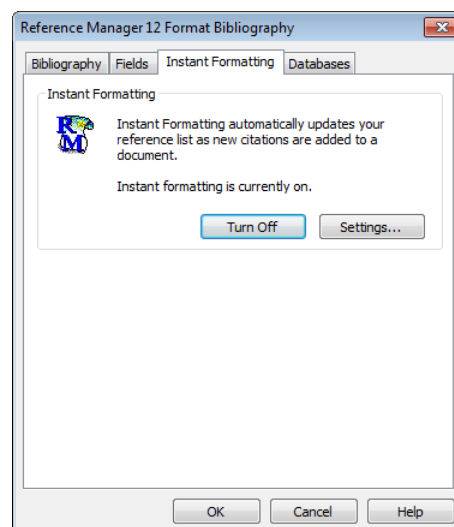 Reference Manager 12 Format Bibliography
Bibliography Fields Instant Formatting Databases
Instant Formatting
RM
Instant Formatting automatically updates your
reference list as new citations are added to a
document.
Instant formatting is currently on.
Turn Off Settings...
OK Cancel Help